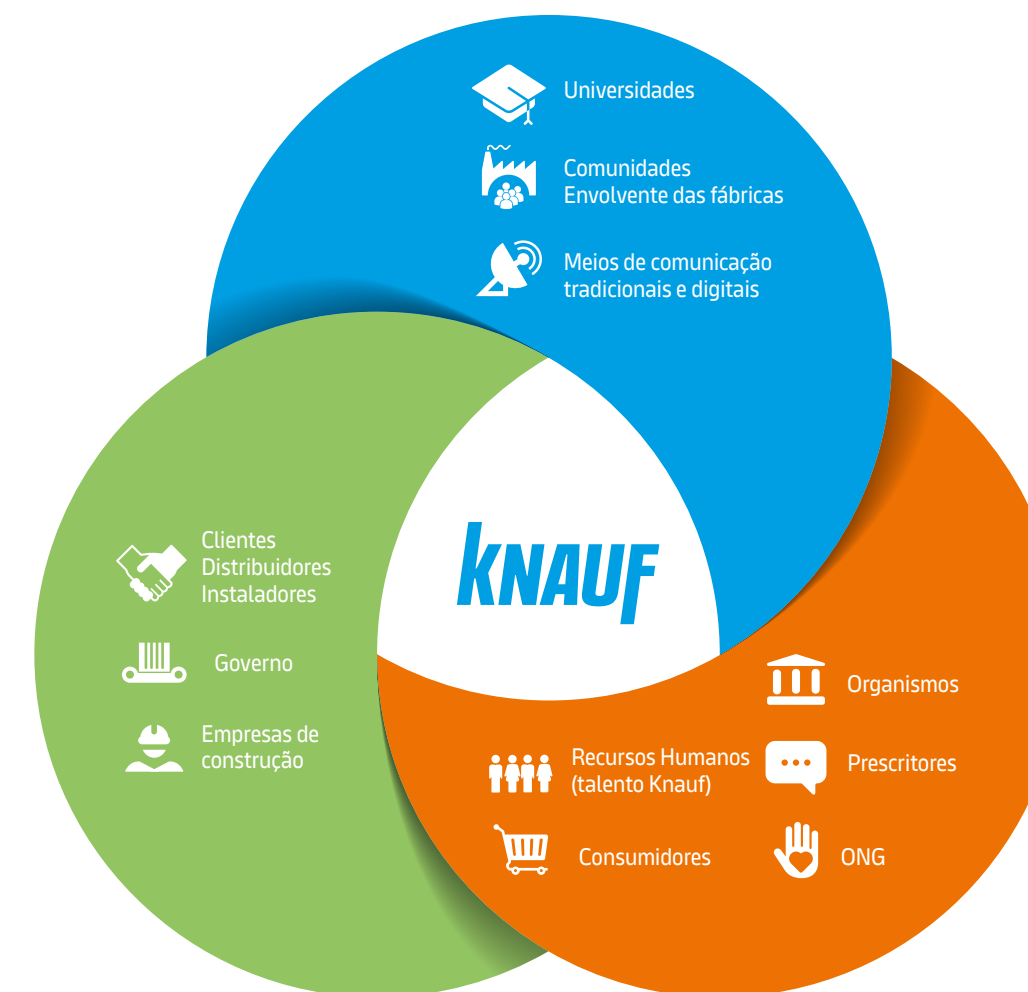 Universidades
Comunidades
Envolvente das fábricas
Meios de comunicação
tradicionais e digitais
Clientes
Distribuidores
Instaladores
Governo
Empresas de
construção
KNAUF
Organismos
Recursos Humanos
(talento Knauf)
Prescritores
Consumidores
ONG